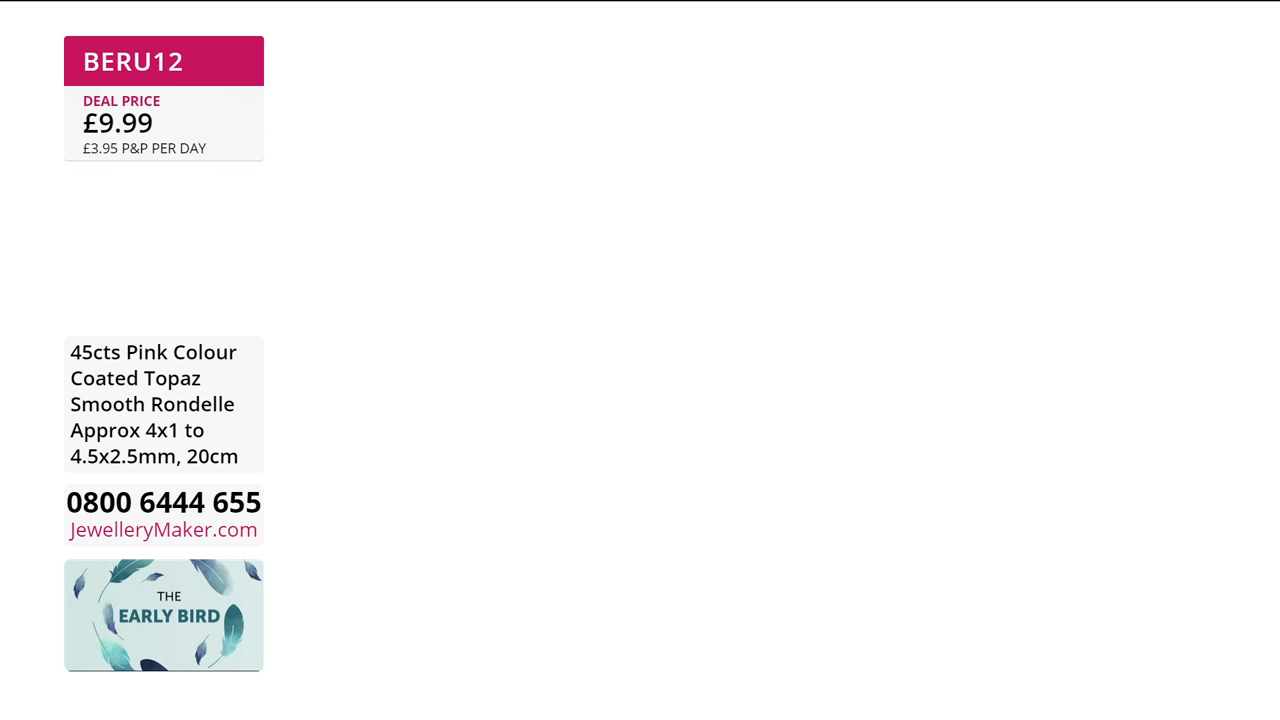 BERU12
DEAL PRICE
£9.99
£3.95 P&P PER DAY
45cts Pink Colour
Coated Topaz
Smooth Rondelle
Approx 4x1 to
4.5x2.5mm, 20cm
0800 6444 655
JewelleryMaker.com
THE
EARLY BIRD